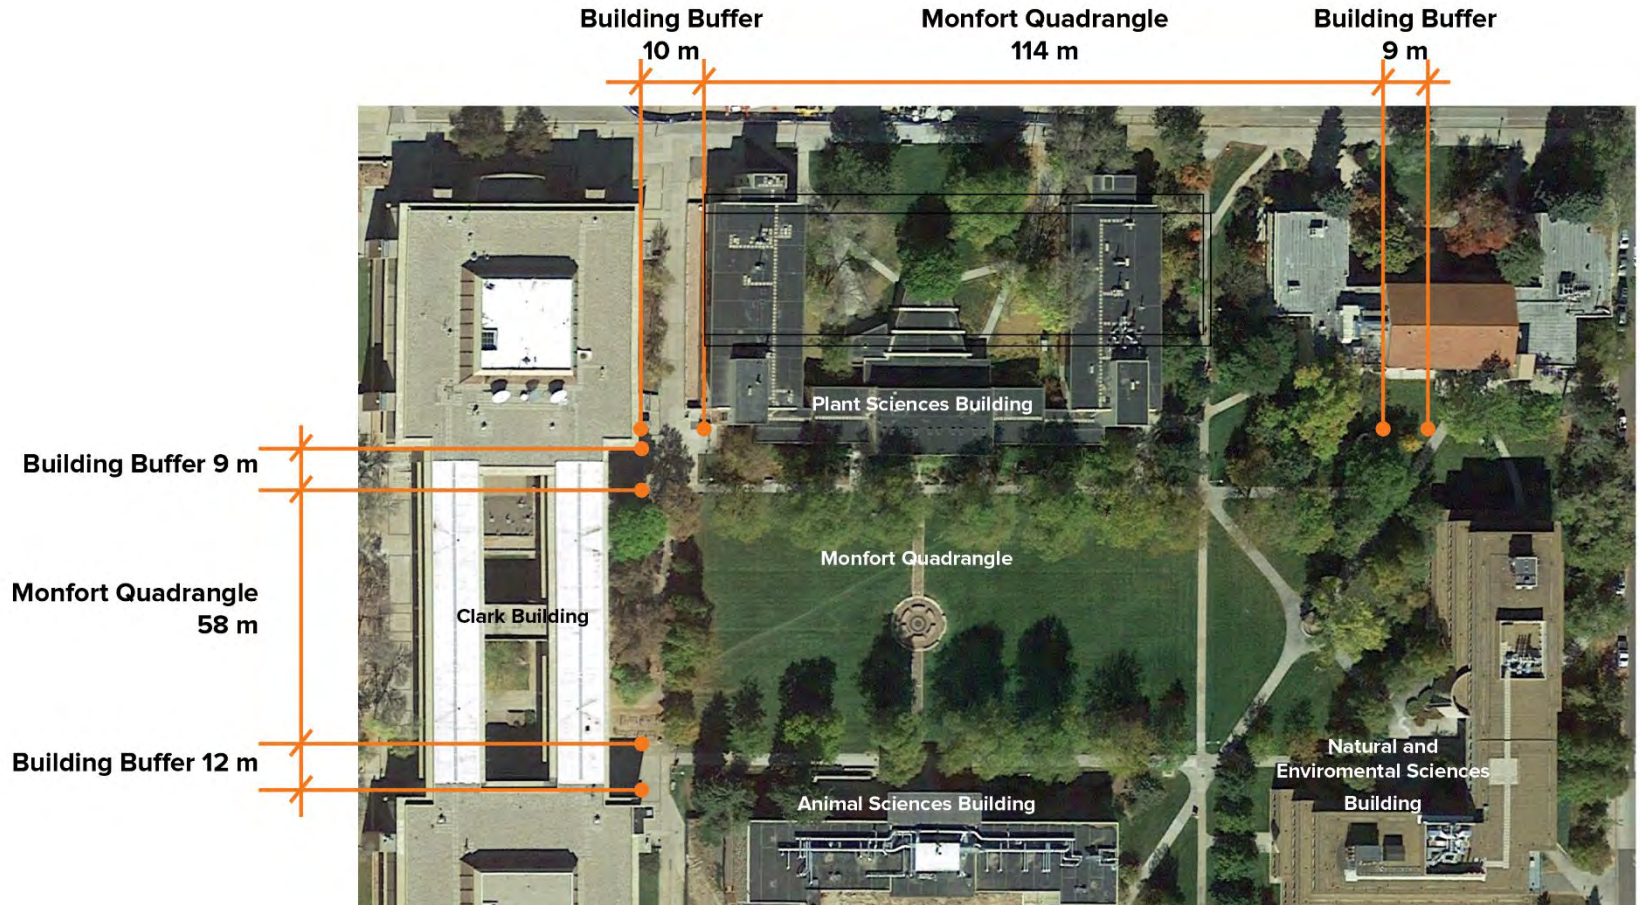 Building Buffer
10 m
Monfort Quadrangle
114 m
Building Buffer
9 m
Building Buffer 9 m
Monfort Quadrangle
58 m
Building Buffer 12 m
Plant Sciences Building
Monfort Quadrangle
Clark Building
Natural and
Enviromental Sciences
Building
Animal Sciences Building